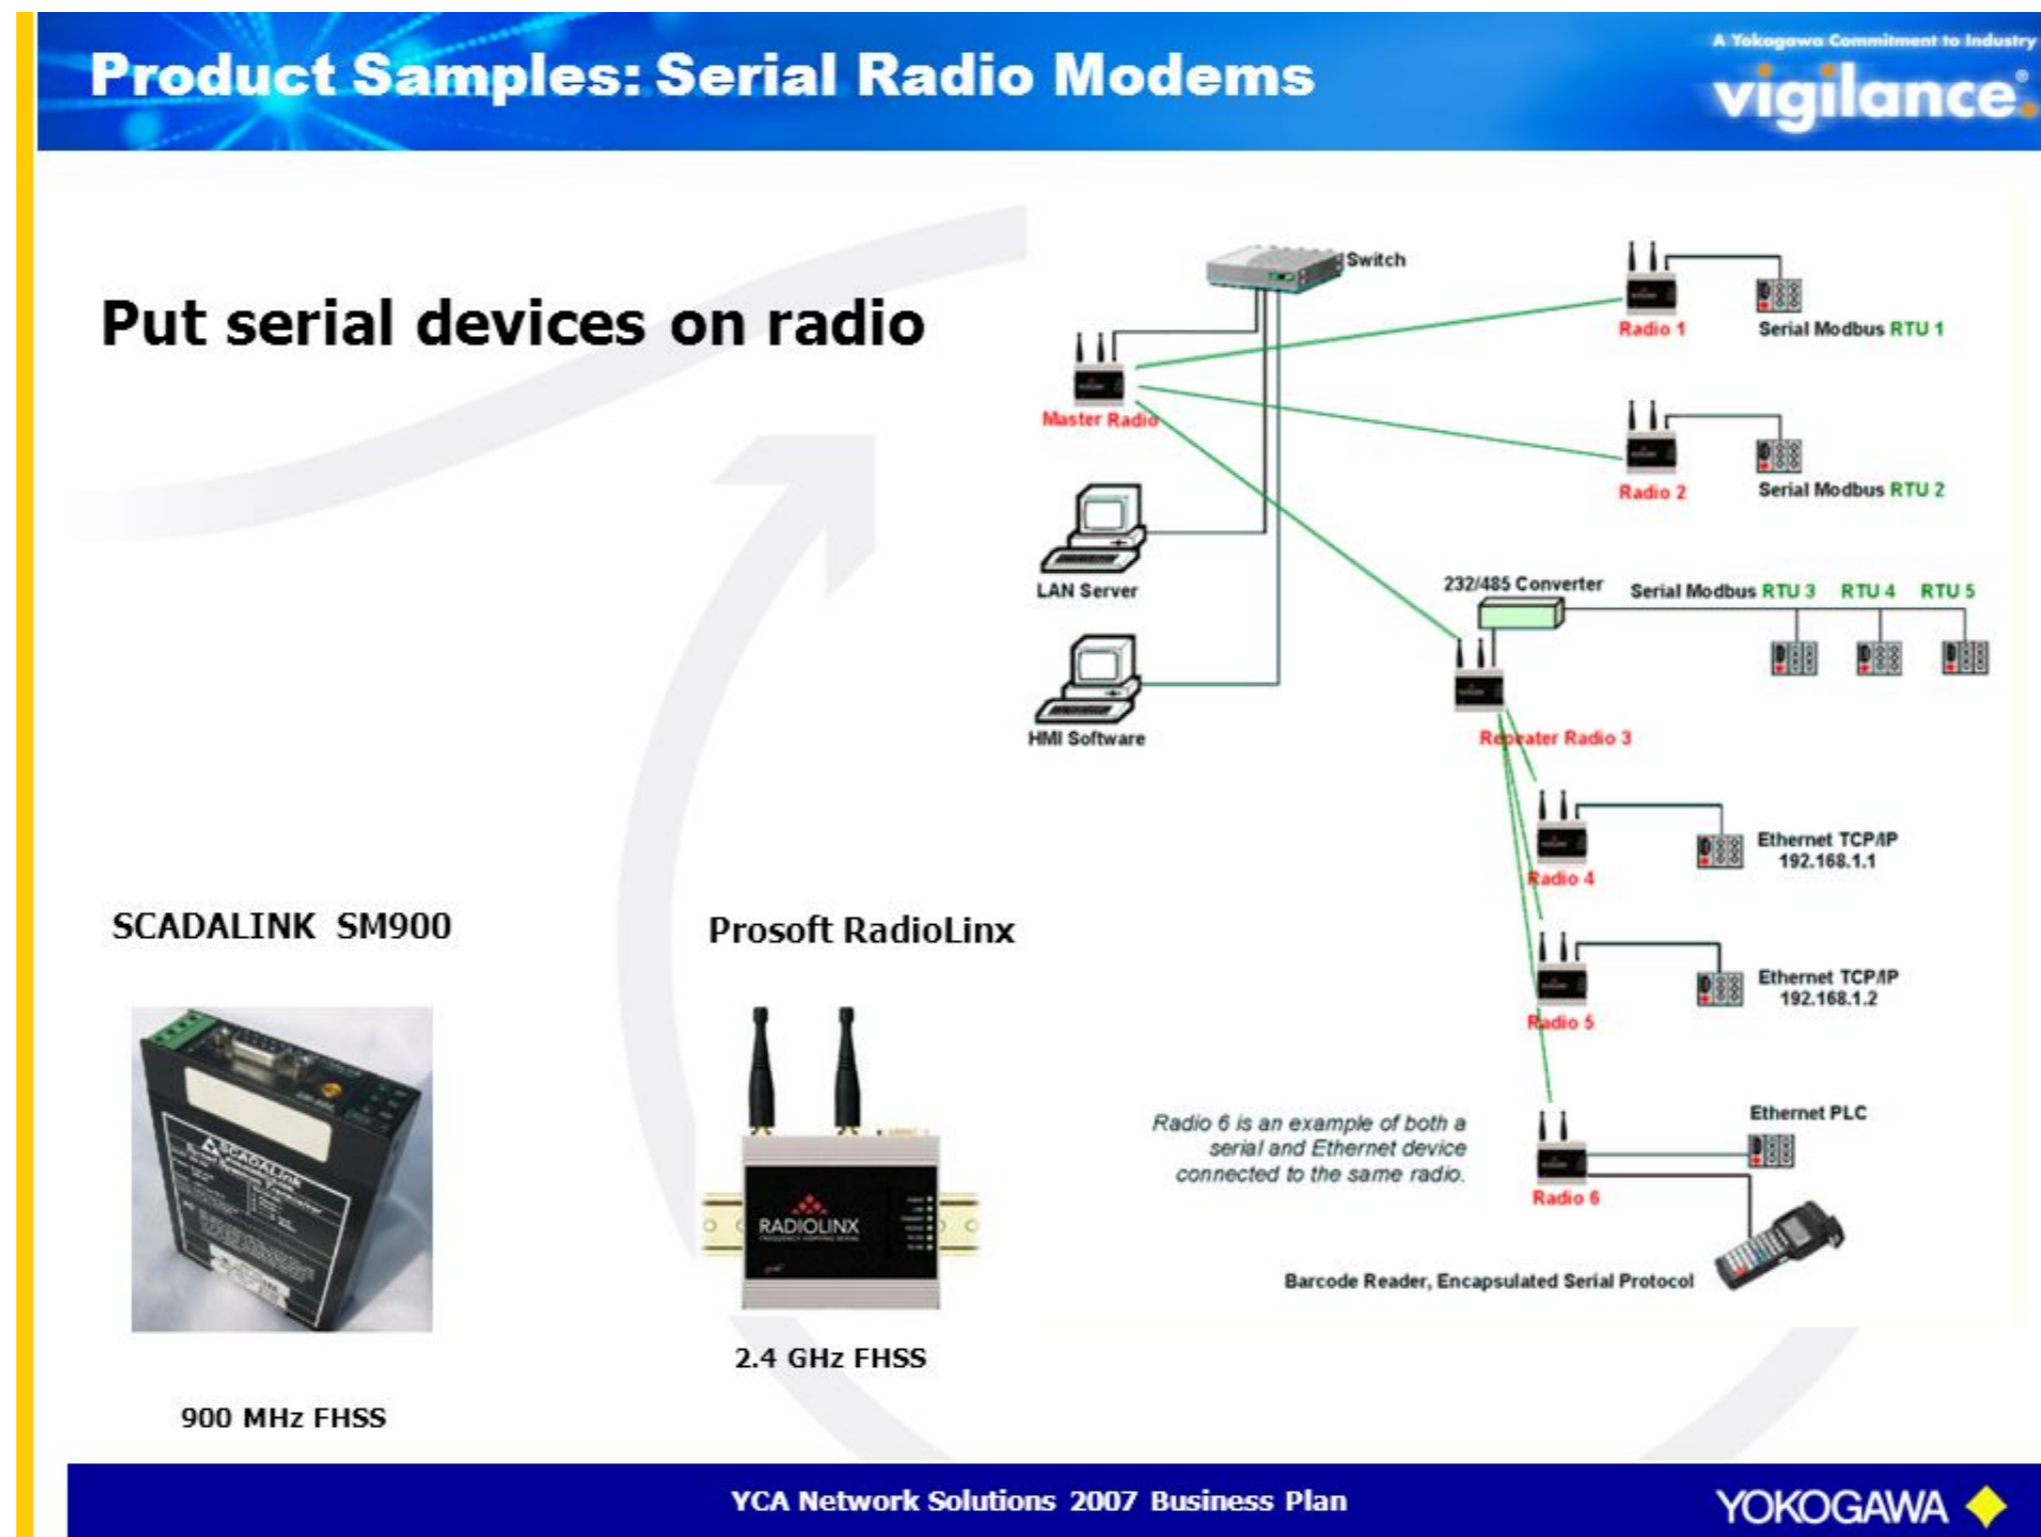 Product Samples: Serial Radio Modems
A Yokogawa Commitment to Industry
vigilance®
Put serial devices on radio
Switch
Radio 1
Serial Modbus RTU 1
Master Radio
Radio 2
Serial Modbus RTU 2
LAN Server
232/485 Converter
Serial Modbus RTU 3 RTU 4 RTU 5
HMI Software
Repeater Radio 3
Ethernet TCP/IP
192.168.1.1
Radio 4
SCADALINK SM900
Prosoft RadioLinx
Ethernet TCP/IP
192.168.1.2
Radio 5
Radio 6 is an example of both a
serial and Ethernet device
connected to the same radio.
Ethernet PLC
Radio 6
Barcode Reader, Encapsulated Serial Protocol
SCADALink
RADIOLINX
FREQUENCY HOPPING SERIAL
2.4 GHz FHSS
900 MHz FHSS
YCA Network Solutions 2007 Business Plan
YOKOGAWA